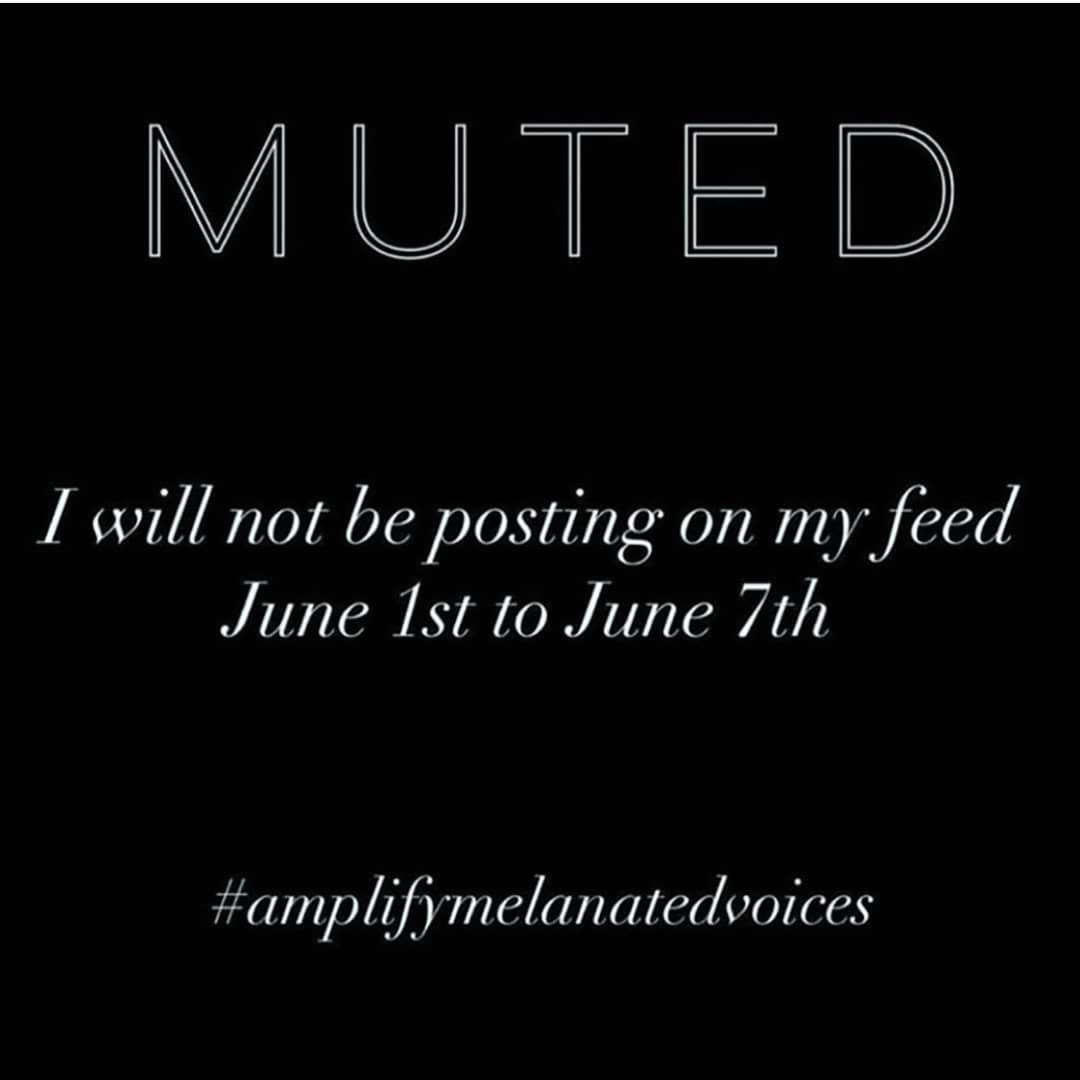 MUTED
I will not be posting on my feed
June 1st to June 7th
#amplifymelanatedvoices